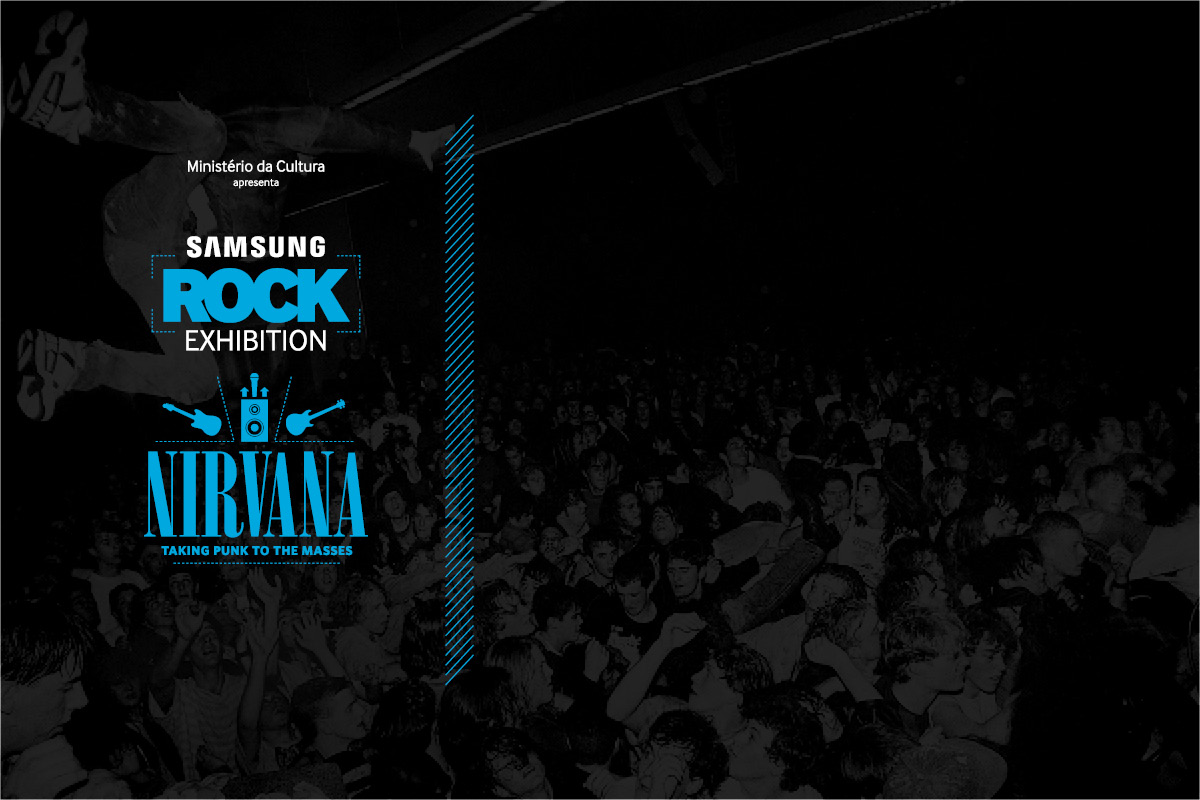 Ministério da Cultura
apresenta
SAMSUNG
ROCK
EXHIBITION
NIRVANA
TAKING PUNK TO THE MASSES